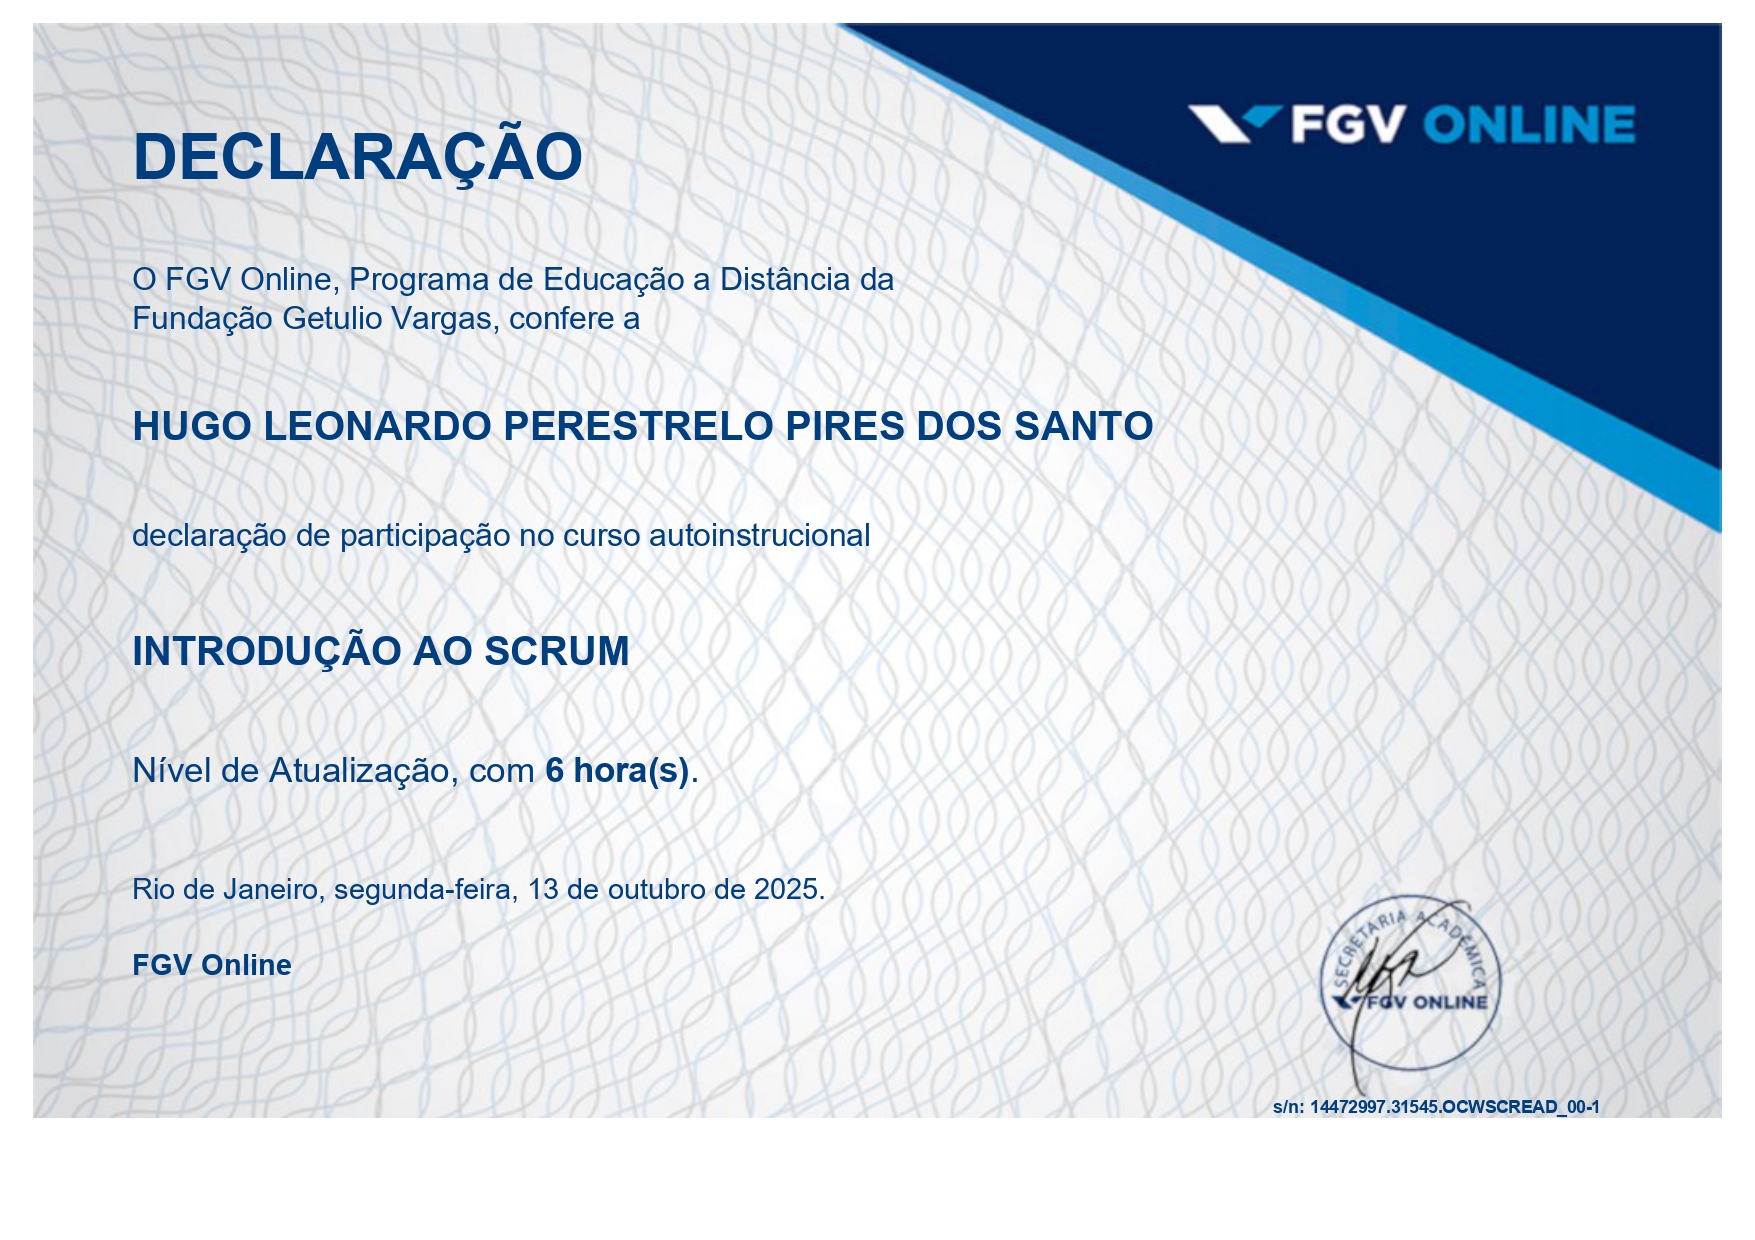 FGV ONLINE
DECLARAÇÃO
O FGV Online, Programa de Educação a Distância da
Fundação Getulio Vargas, confere a
HUGO LEONARDO PERESTRELO PIRES DOS SANTO
declaração de participação no curso autoinstrucional
INTRODUÇÃO AO SCRUM
Nível de Atualização, com 6 hora(s).
Rio de Janeiro, segunda-feira, 13 de outubro de 2025.
FGV Online
SECRETARIA ACADÊMICA
FGV ONLINE
s/n: 14472997.31545.OCWSCREAD_00-1